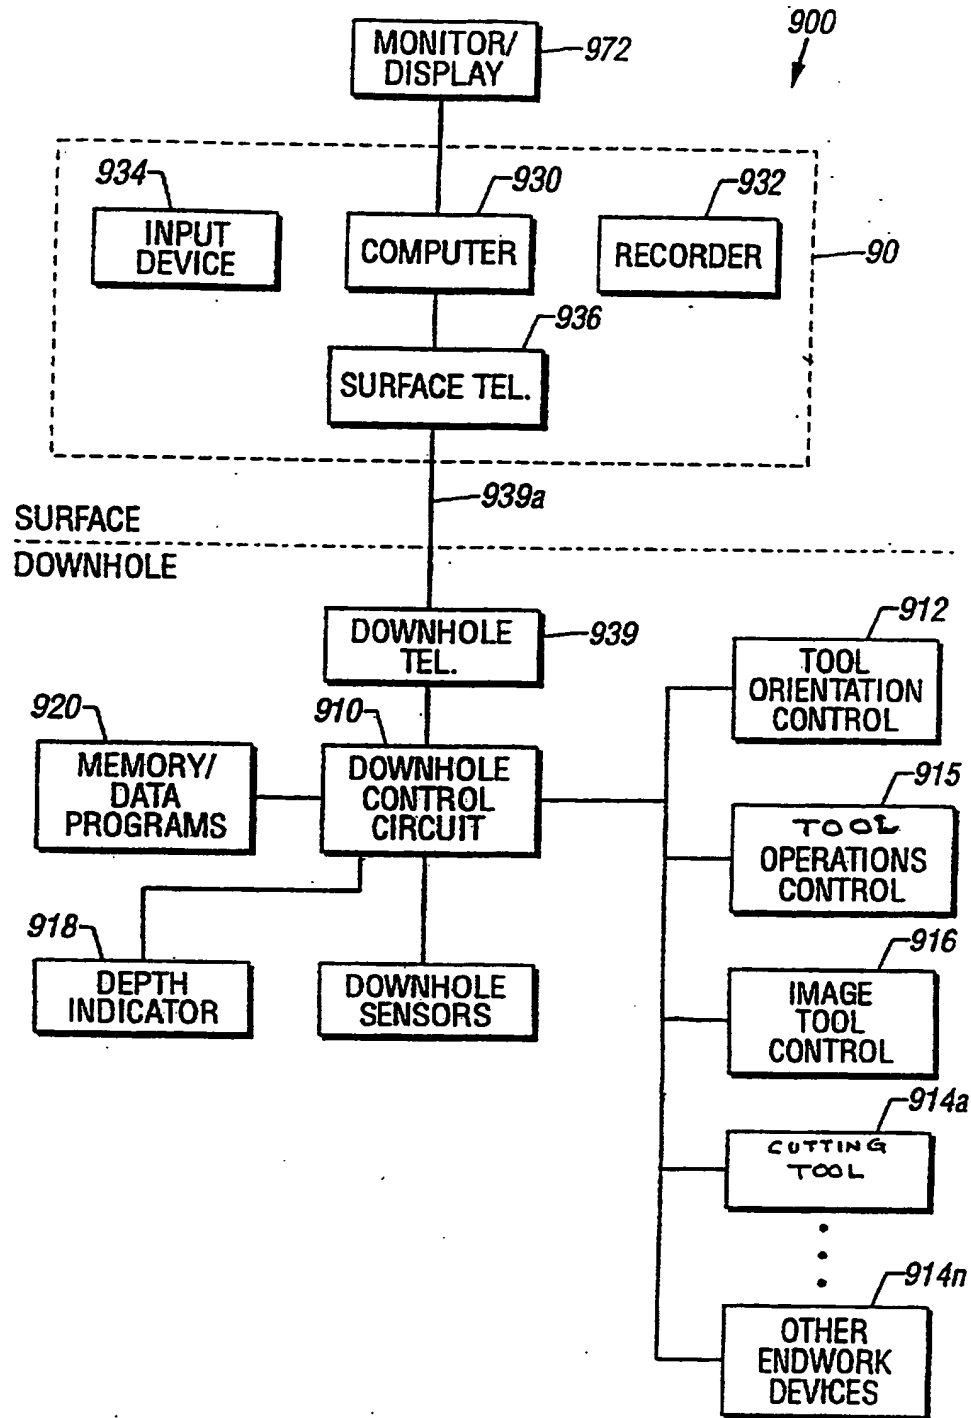 900
MONITOR/
DISPLAY
972
934
930
932
INPUT
DEVICE
COMPUTER
RECORDER
90
936
SURFACE TEL.
939a
SURFACE
DOWNHOLE
DOWNHOLE
TEL.
939
912
TOOL
ORIENTATION
CONTROL
920
910
MEMORY/
DATA
PROGRAMS
DOWNHOLE
CONTROL
CIRCUIT
915
TOOL
OPERATIONS
CONTROL
918
DEPTH
INDICATOR
DOWNHOLE
SENSORS
916
IMAGE
TOOL
CONTROL
914a
CUTTING
TOOL
914n
OTHER
ENDWORK
DEVICES